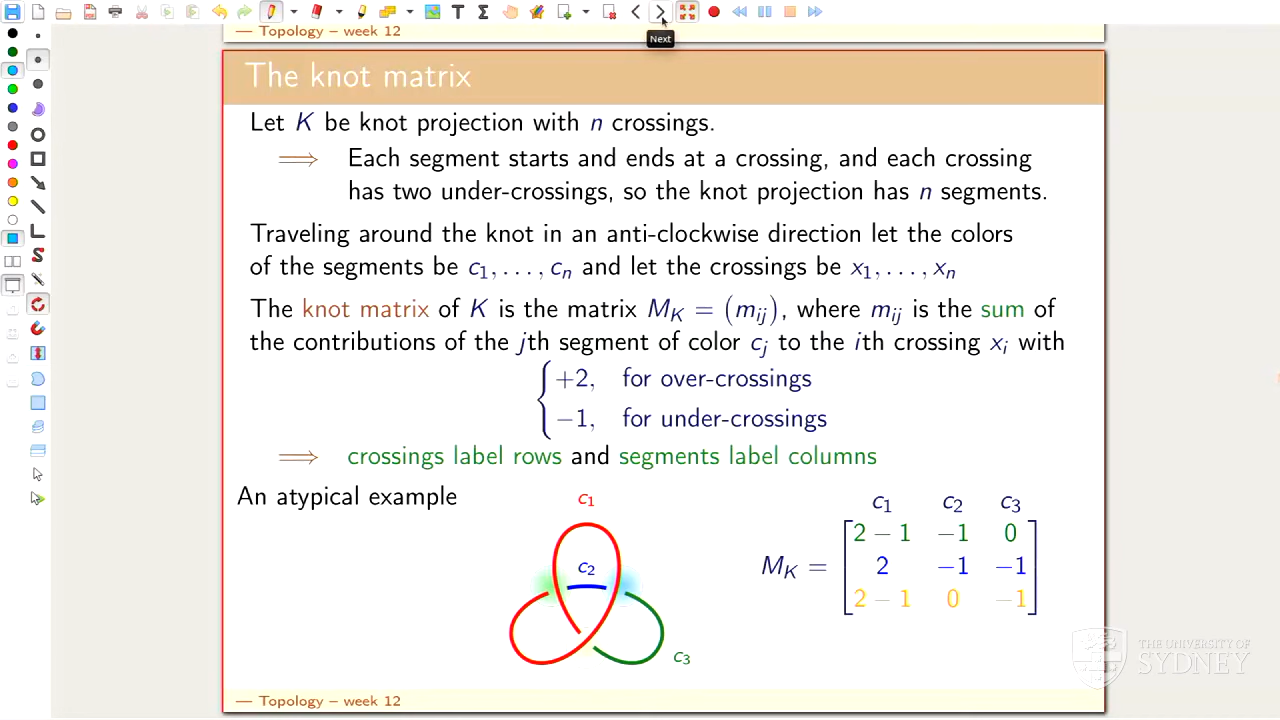 Next
— Topology – week 12
The knot matrix
Let K be knot projection with n crossings.
⟹ Each segment starts and ends at a crossing, and each crossing
has two under-crossings, so the knot projection has n segments.
Traveling around the knot in an anti-clockwise direction let the colors
of the segments be c₁, . . . , cₙ and let the crossings be x₁, . . . , xₙ
The knot matrix of K is the matrix M_K = (m_ij), where m_ij is the sum of
the contributions of the jth segment of color c_j to the ith crossing x_i with
+2, for over-crossings
−1, for under-crossings
⟹ crossings label rows and segments label columns
An atypical example
c₁
c₂
c₃
c₁ c₂ c₃
2 − 1 −1 0
M_K = 2 −1 −1
2 − 1 0 −1
THE UNIVERSITY OF
SYDNEY
— Topology – week 12